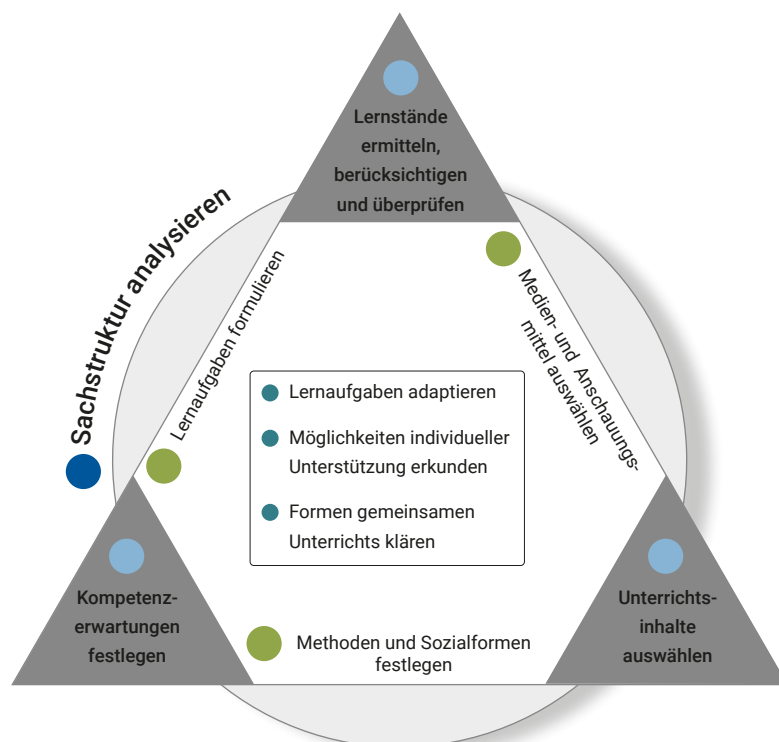 Lernstände
ermitteln,
berücksichtigen
und überprüfen
Sachstruktur analysieren
Lernaufgaben formulieren
Medien- und Anschauungs-
mittel auswählen
Lernaufgaben adaptieren
Möglichkeiten individueller
Unterstützung erkunden
Formen gemeinsamen
Unterrichts klären
Kompetenz-
erwartungen
festlegen
Methoden und Sozialformen
festlegen
Unterrichts-
inhalte
auswählen